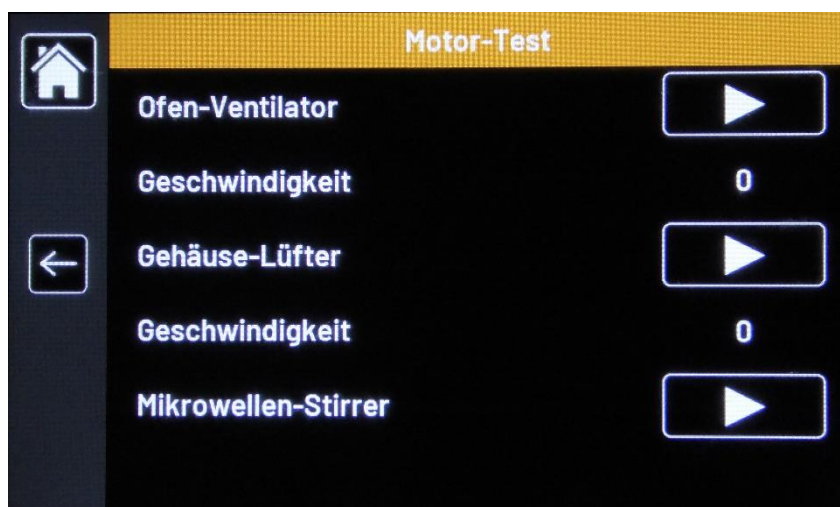 Motor-Test
Ofen-Ventilator
Geschwindigkeit 0
Gehäuse-Lüfter
Geschwindigkeit 0
Mikrowellen-Stirrer